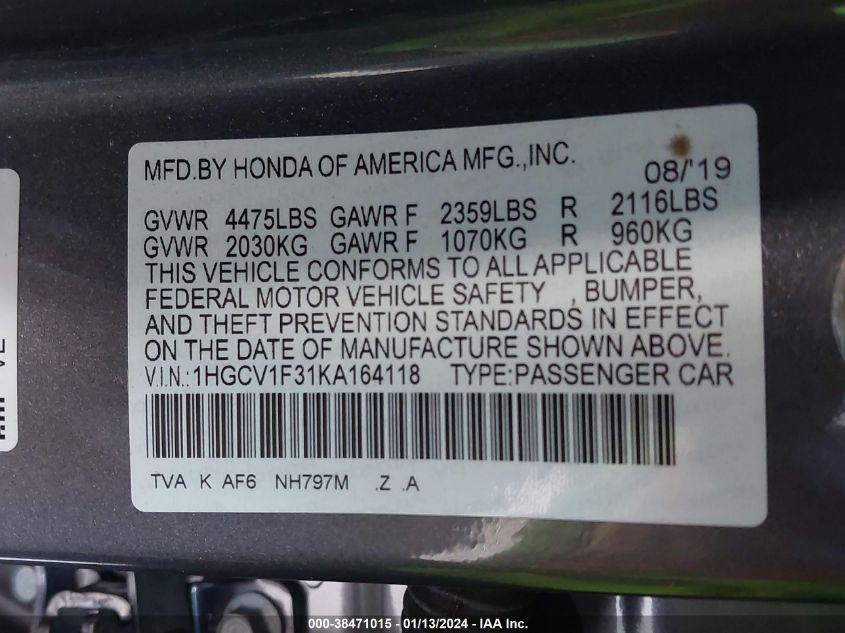 MFD.BY HONDA OF AMERICA MFG.,INC.
08/'19
GVWR 4475LBS GAWR F 2359LBS R 2116LBS
GVWR 2030KG GAWR F 1070KG R 960KG
THIS VEHICLE CONFORMS TO ALL APPLICABLE
FEDERAL MOTOR VEHICLE SAFETY , BUMPER,
AND THEFT PREVENTION STANDARDS IN EFFECT
ON THE DATE OF MANUFACTURE SHOWN ABOVE.
V.I.N.:1HGCV1F31KA164118 TYPE:PASSENGER CAR
TVA K AF6 NH797M .Z .A
000-38471015 - 01/13/2024 - IAA Inc.